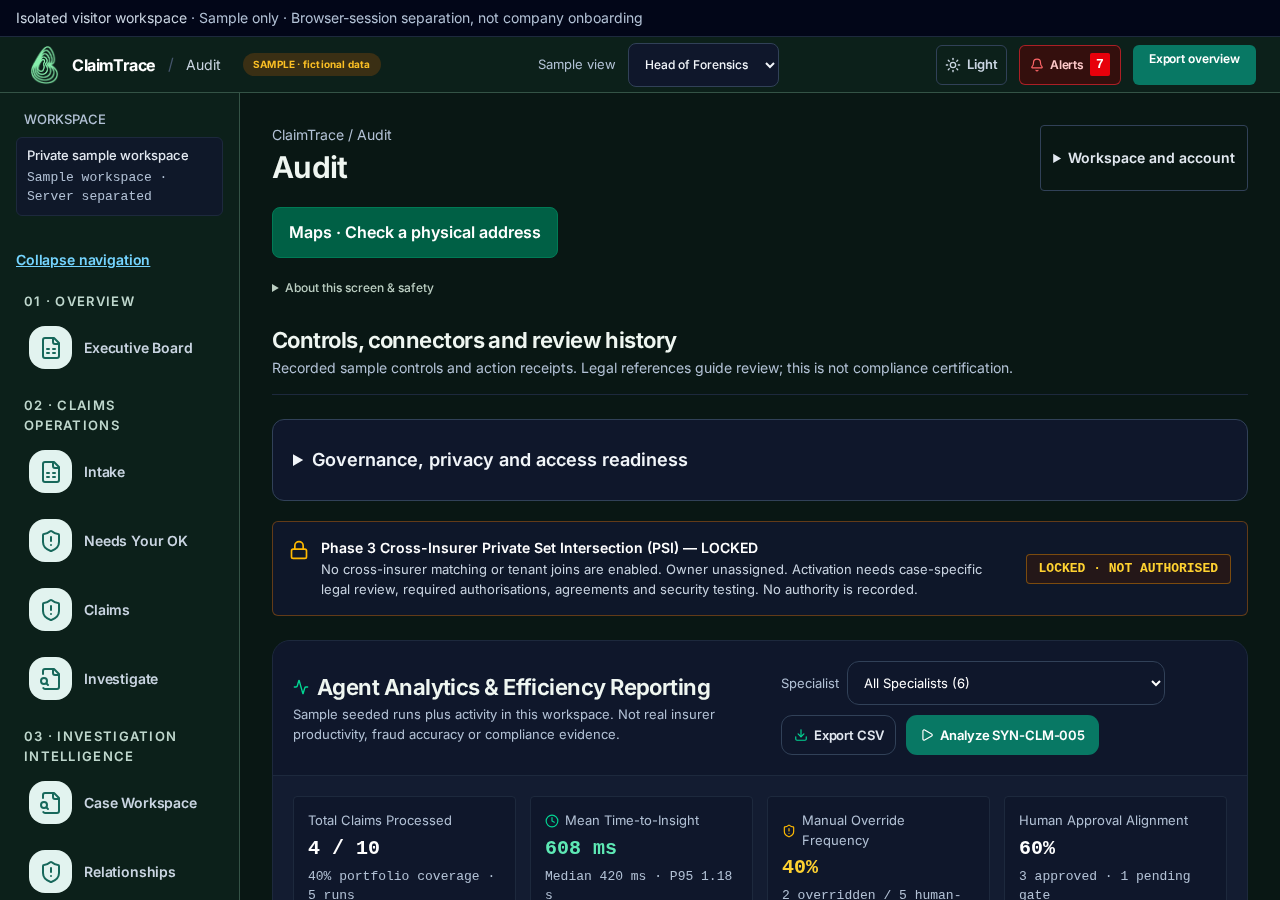 Isolated visitor workspace · Sample only · Browser-session separation, not company onboarding
ClaimTrace / Audit
SAMPLE · fictional data
Sample view
Head of Forensics
Light
Alerts 7
Export overview
WORKSPACE
Private sample workspace
Sample workspace ·
Server separated
Collapse navigation
01 · OVERVIEW
Executive Board
02 · CLAIMS
OPERATIONS
Intake
Needs Your OK
Claims
Investigate
03 · INVESTIGATION
INTELLIGENCE
Case Workspace
Relationships
ClaimTrace / Audit
Audit
Workspace and account
Maps · Check a physical address
About this screen & safety
Controls, connectors and review history
Recorded sample controls and action receipts. Legal references guide review; this is not compliance certification.
Governance, privacy and access readiness
Phase 3 Cross-Insurer Private Set Intersection (PSI) — LOCKED
No cross-insurer matching or tenant joins are enabled. Owner unassigned. Activation needs case-specific
legal review, required authorisations, agreements and security testing. No authority is recorded.
LOCKED · NOT AUTHORISED
Agent Analytics & Efficiency Reporting
Sample seeded runs plus activity in this workspace. Not real insurer
productivity, fraud accuracy or compliance evidence.
Specialist
All Specialists (6)
Export CSV
Analyze SYN-CLM-005
Total Claims Processed
4 / 10
40% portfolio coverage ·
5 runs
Mean Time-to-Insight
608 ms
Median 420 ms · P95 1.18
s
Manual Override
Frequency
40%
2 overridden / 5 human-
Human Approval Alignment
60%
3 approved · 1 pending
gate